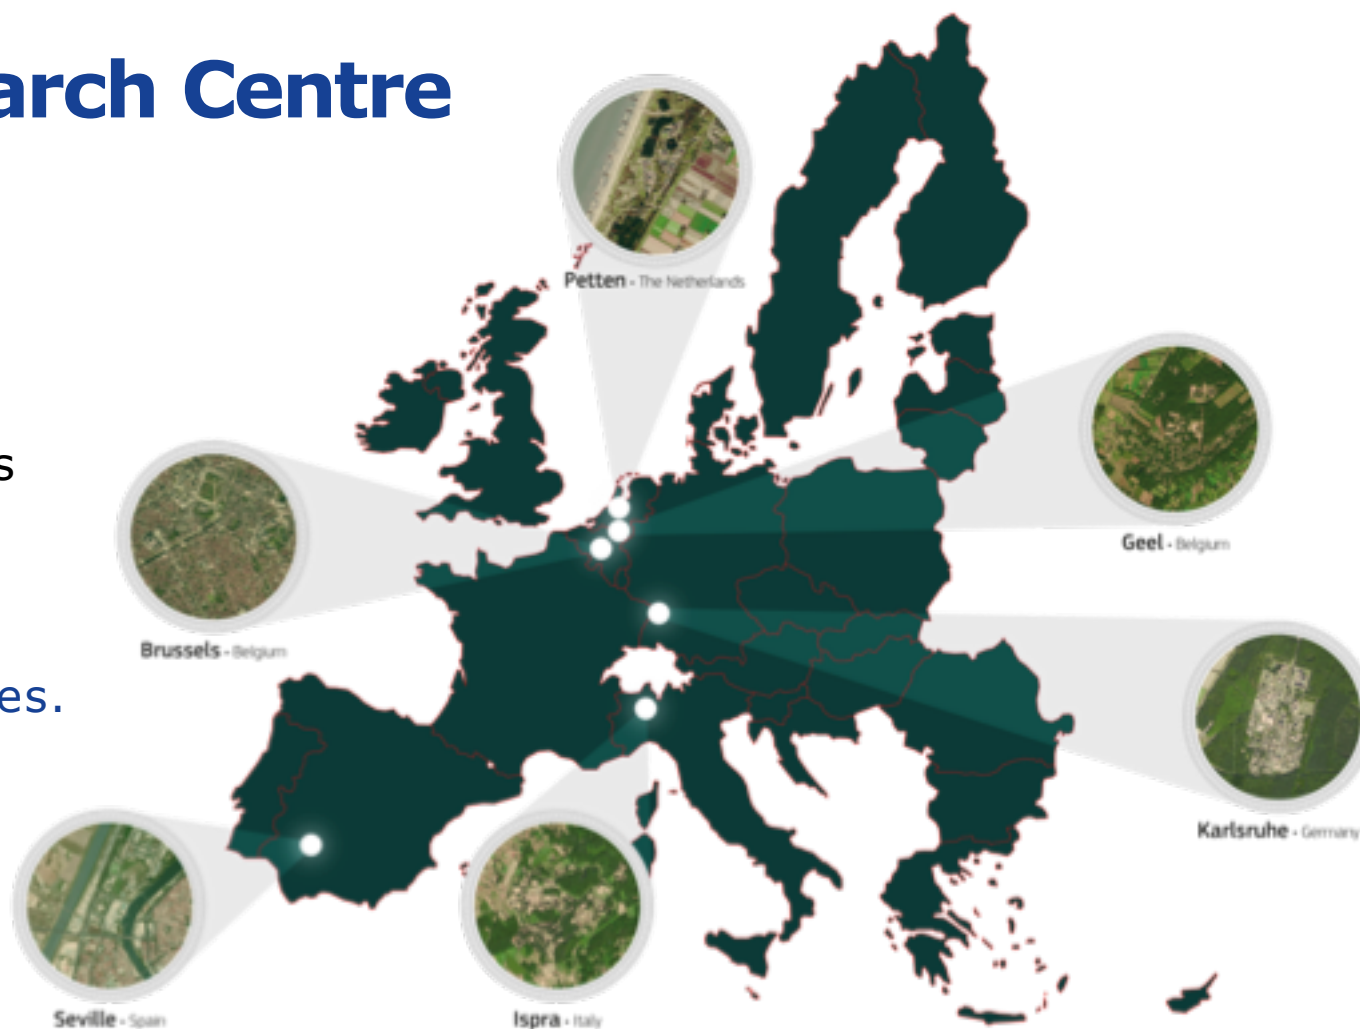 arch Centre
Petten - The Netherlands
s
Geel - Belgium
Brussels - Belgium
es.
Karlsruhe - Germany
Seville - Spain
Ispra - Italy